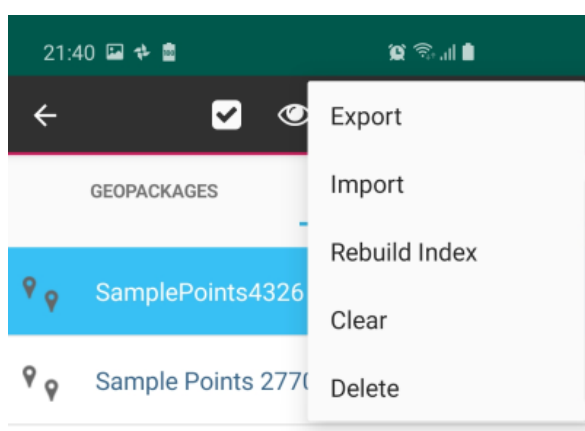 21:40
Export
GEOPACKAGES
Import
Rebuild Index
SamplePoints4326
Clear
Sample Points 2770
Delete